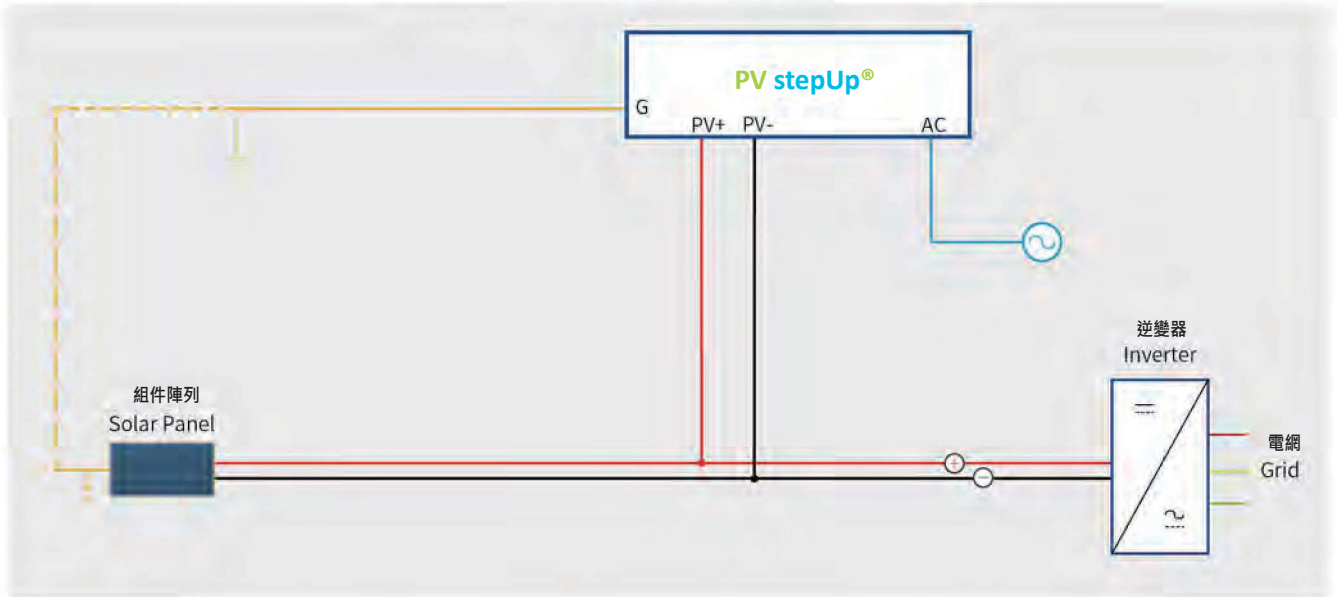 PV stepUp®
G
PV+ PV- AC
逆變器
Inverter
組件陣列
Solar Panel
電網
Grid